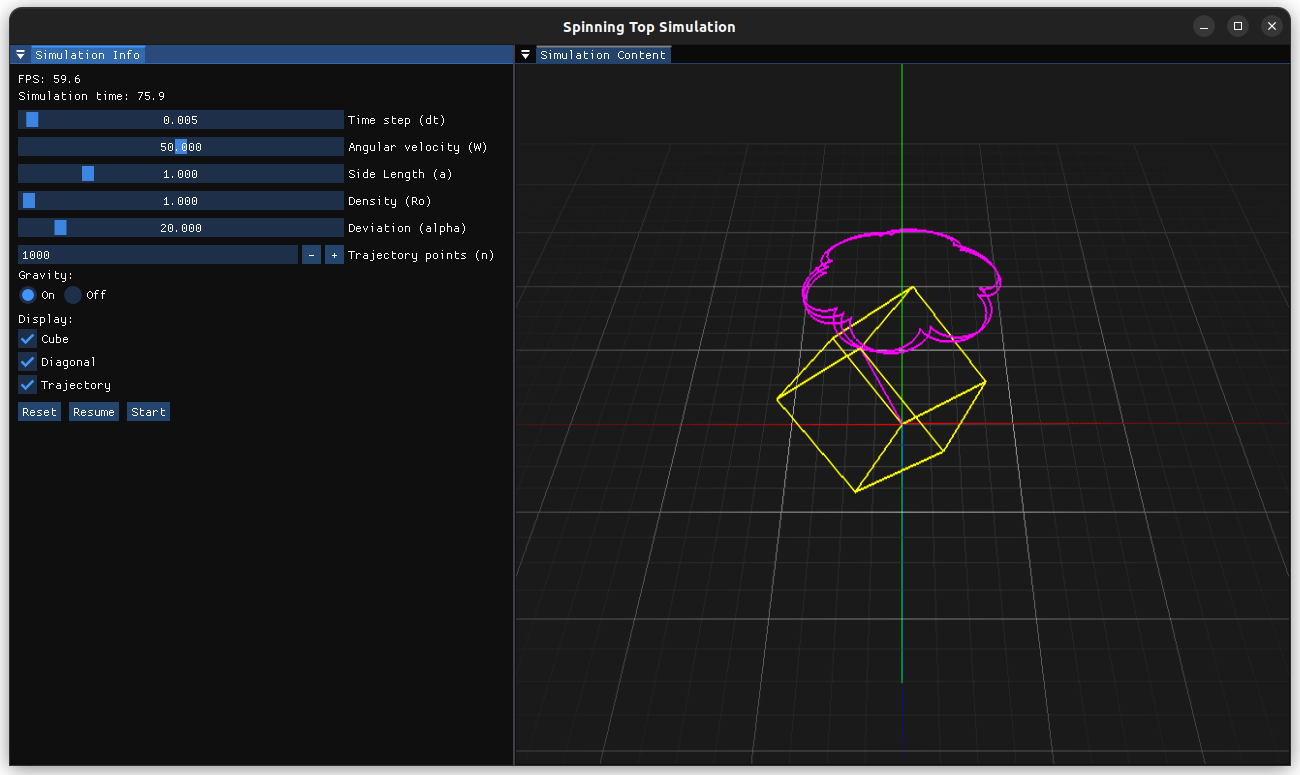 Spinning Top Simulation
Simulation Info
Simulation Content
FPS: 59.6
Simulation time: 75.9
0.005 Time step (dt)
50.000 Angular velocity (W)
1.000 Side Length (a)
1.000 Density (Ro)
20.000 Deviation (alpha)
1000 - + Trajectory points (n)
Gravity:
On Off
Display:
Cube
Diagonal
Trajectory
Reset Resume Start